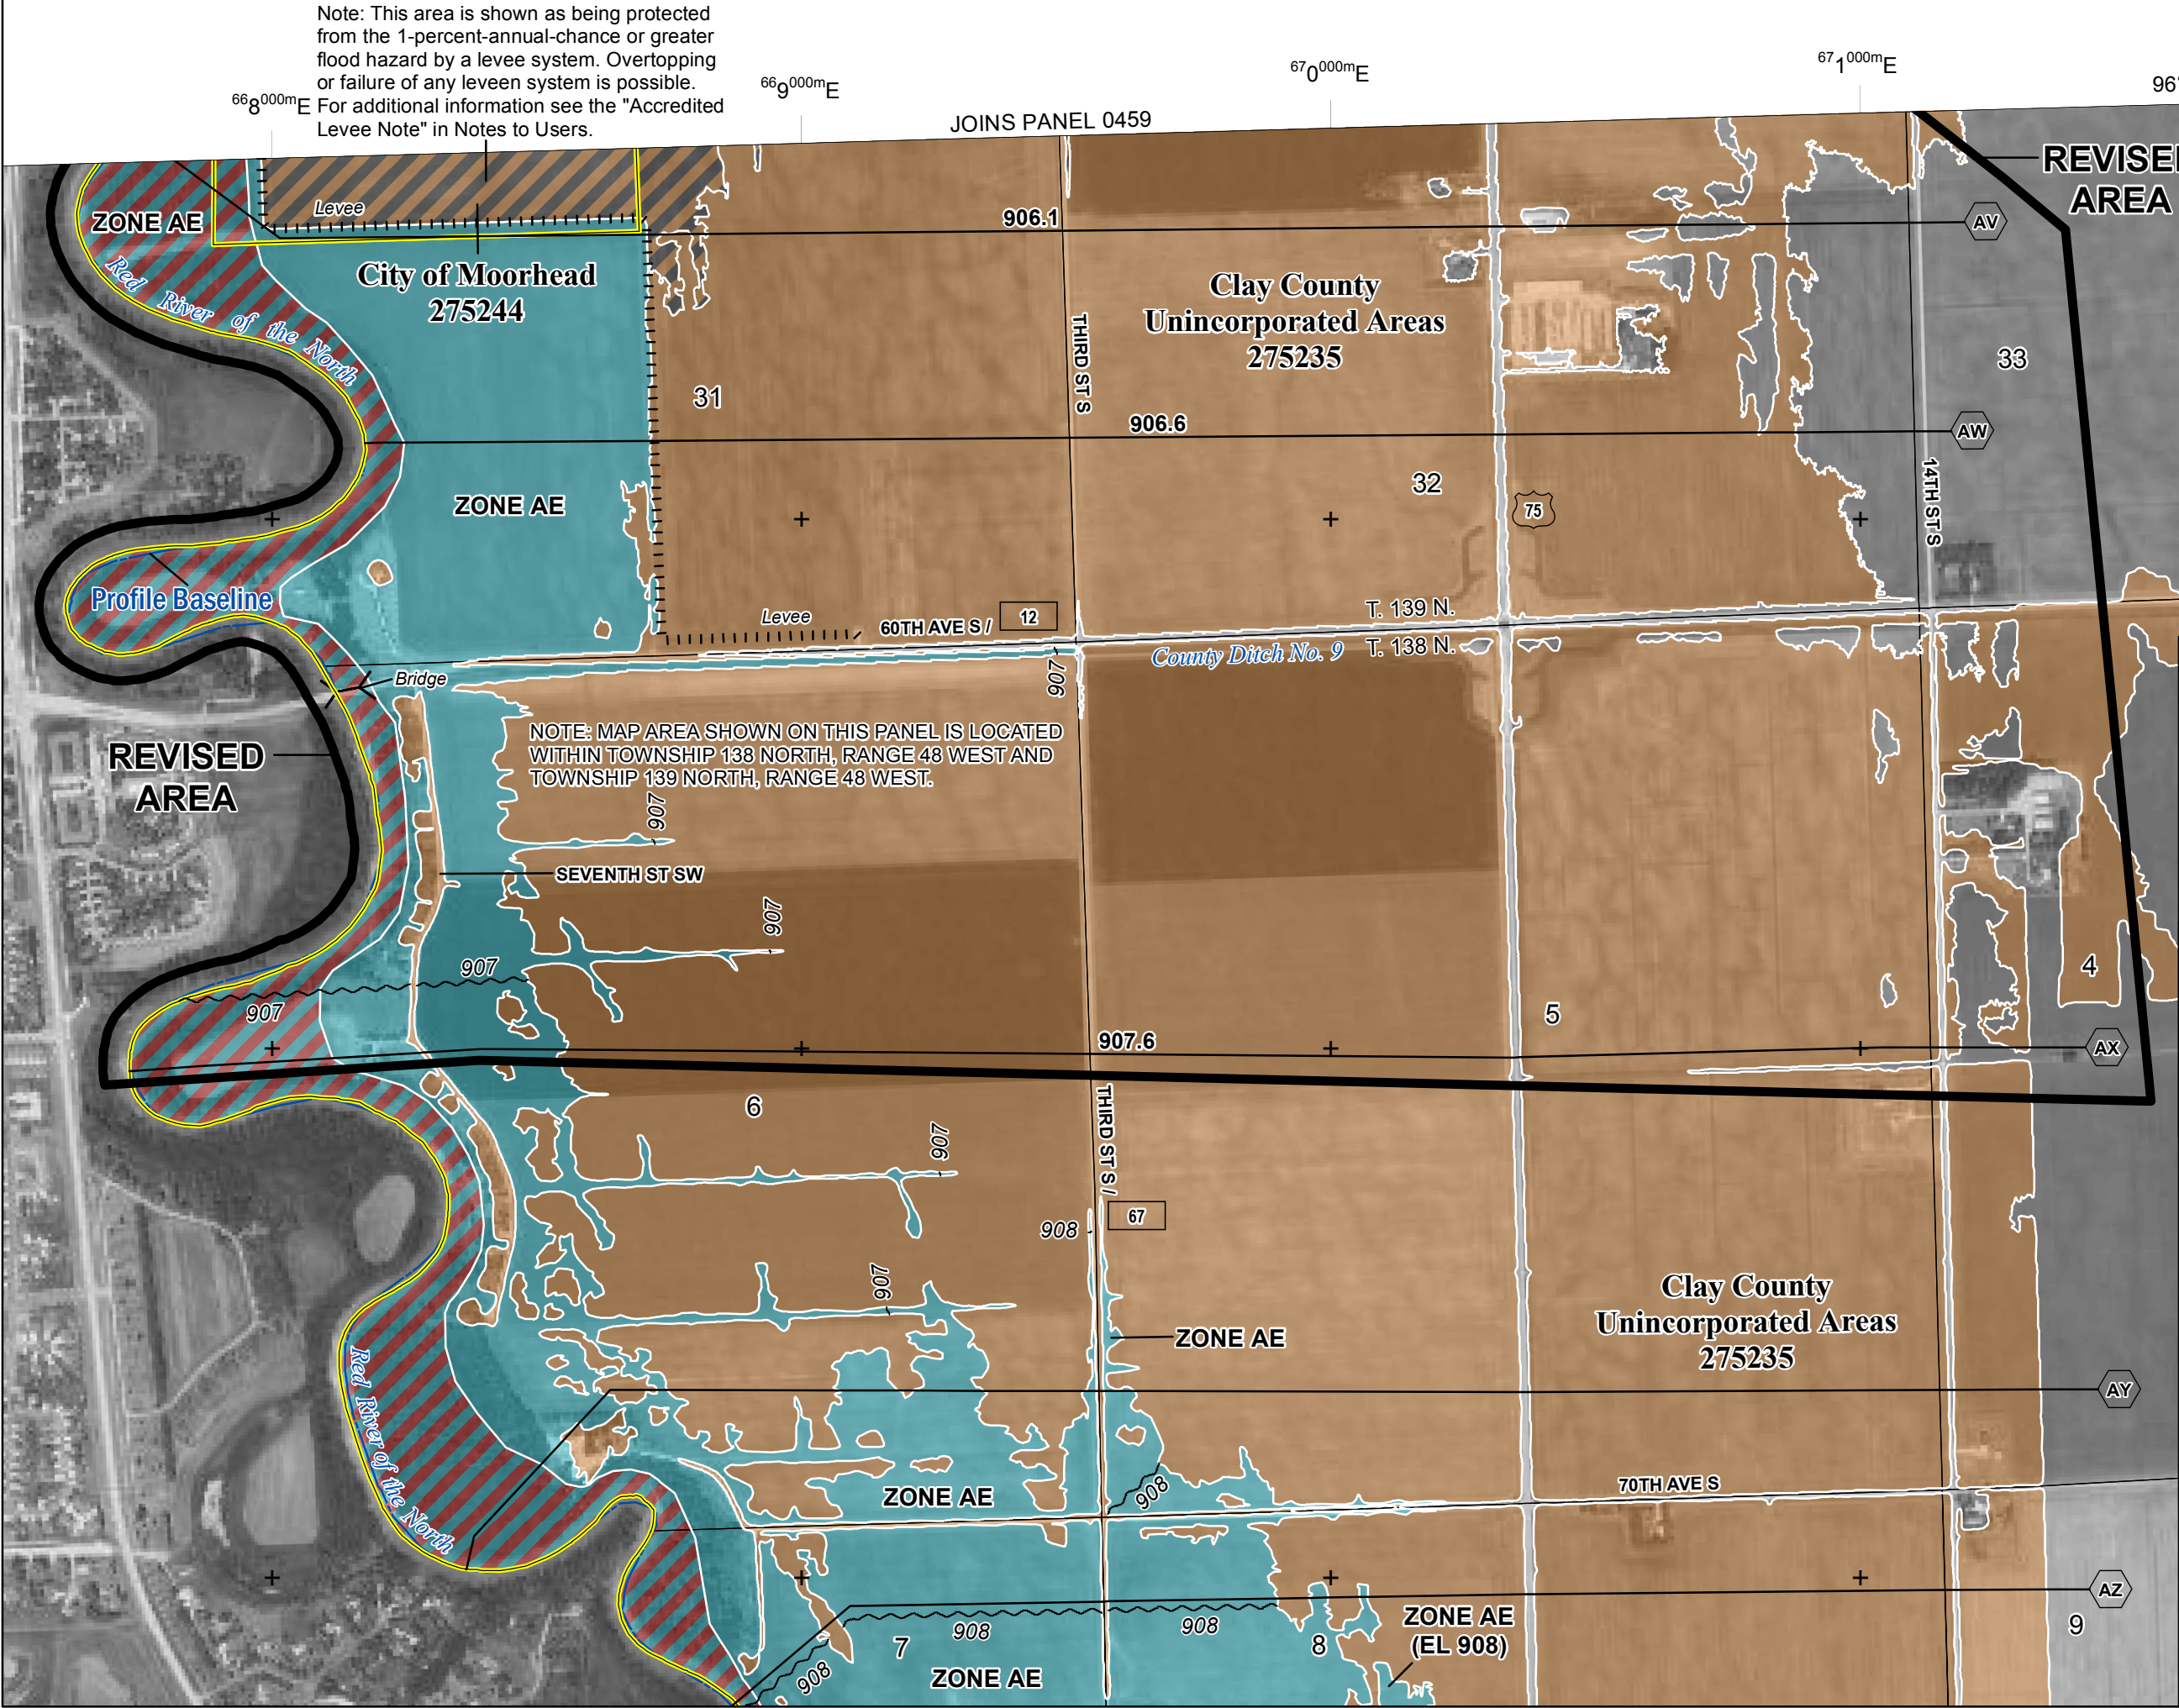 Note: This area is shown as being protected
from the 1-percent-annual-chance or greater
flood hazard by a levee system. Overtopping
or failure of any leveen system is possible.
For additional information see the "Accredited
Levee Note" in Notes to Users.
668000mE
669000mE
670000mE
671000mE
96°
JOINS PANEL 0459
REVISED
AREA
ZONE AE
Levee
906.1
AV
Red River of the North
City of Moorhead
275244
Clay County
Unincorporated Areas
275235
THIRD ST S
33
31
906.6
AW
32
75
14TH ST S
ZONE AE
Profile Baseline
Levee
60TH AVE S /
12
T. 139 N.
T. 138 N.
County Ditch No. 9
907
Bridge
NOTE: MAP AREA SHOWN ON THIS PANEL IS LOCATED
WITHIN TOWNSHIP 138 NORTH, RANGE 48 WEST AND
TOWNSHIP 139 NORTH, RANGE 48 WEST.
REVISED
AREA
907
SEVENTH ST SW
907
907
907
4
5
907.6
AX
6
THIRD ST S /
907
67
908
907
ZONE AE
Clay County
Unincorporated Areas
275235
Red River of the North
AY
70TH AVE S
ZONE AE
908
AZ
ZONE AE
(EL 908)
908
908
7
8
9
908
ZONE AE